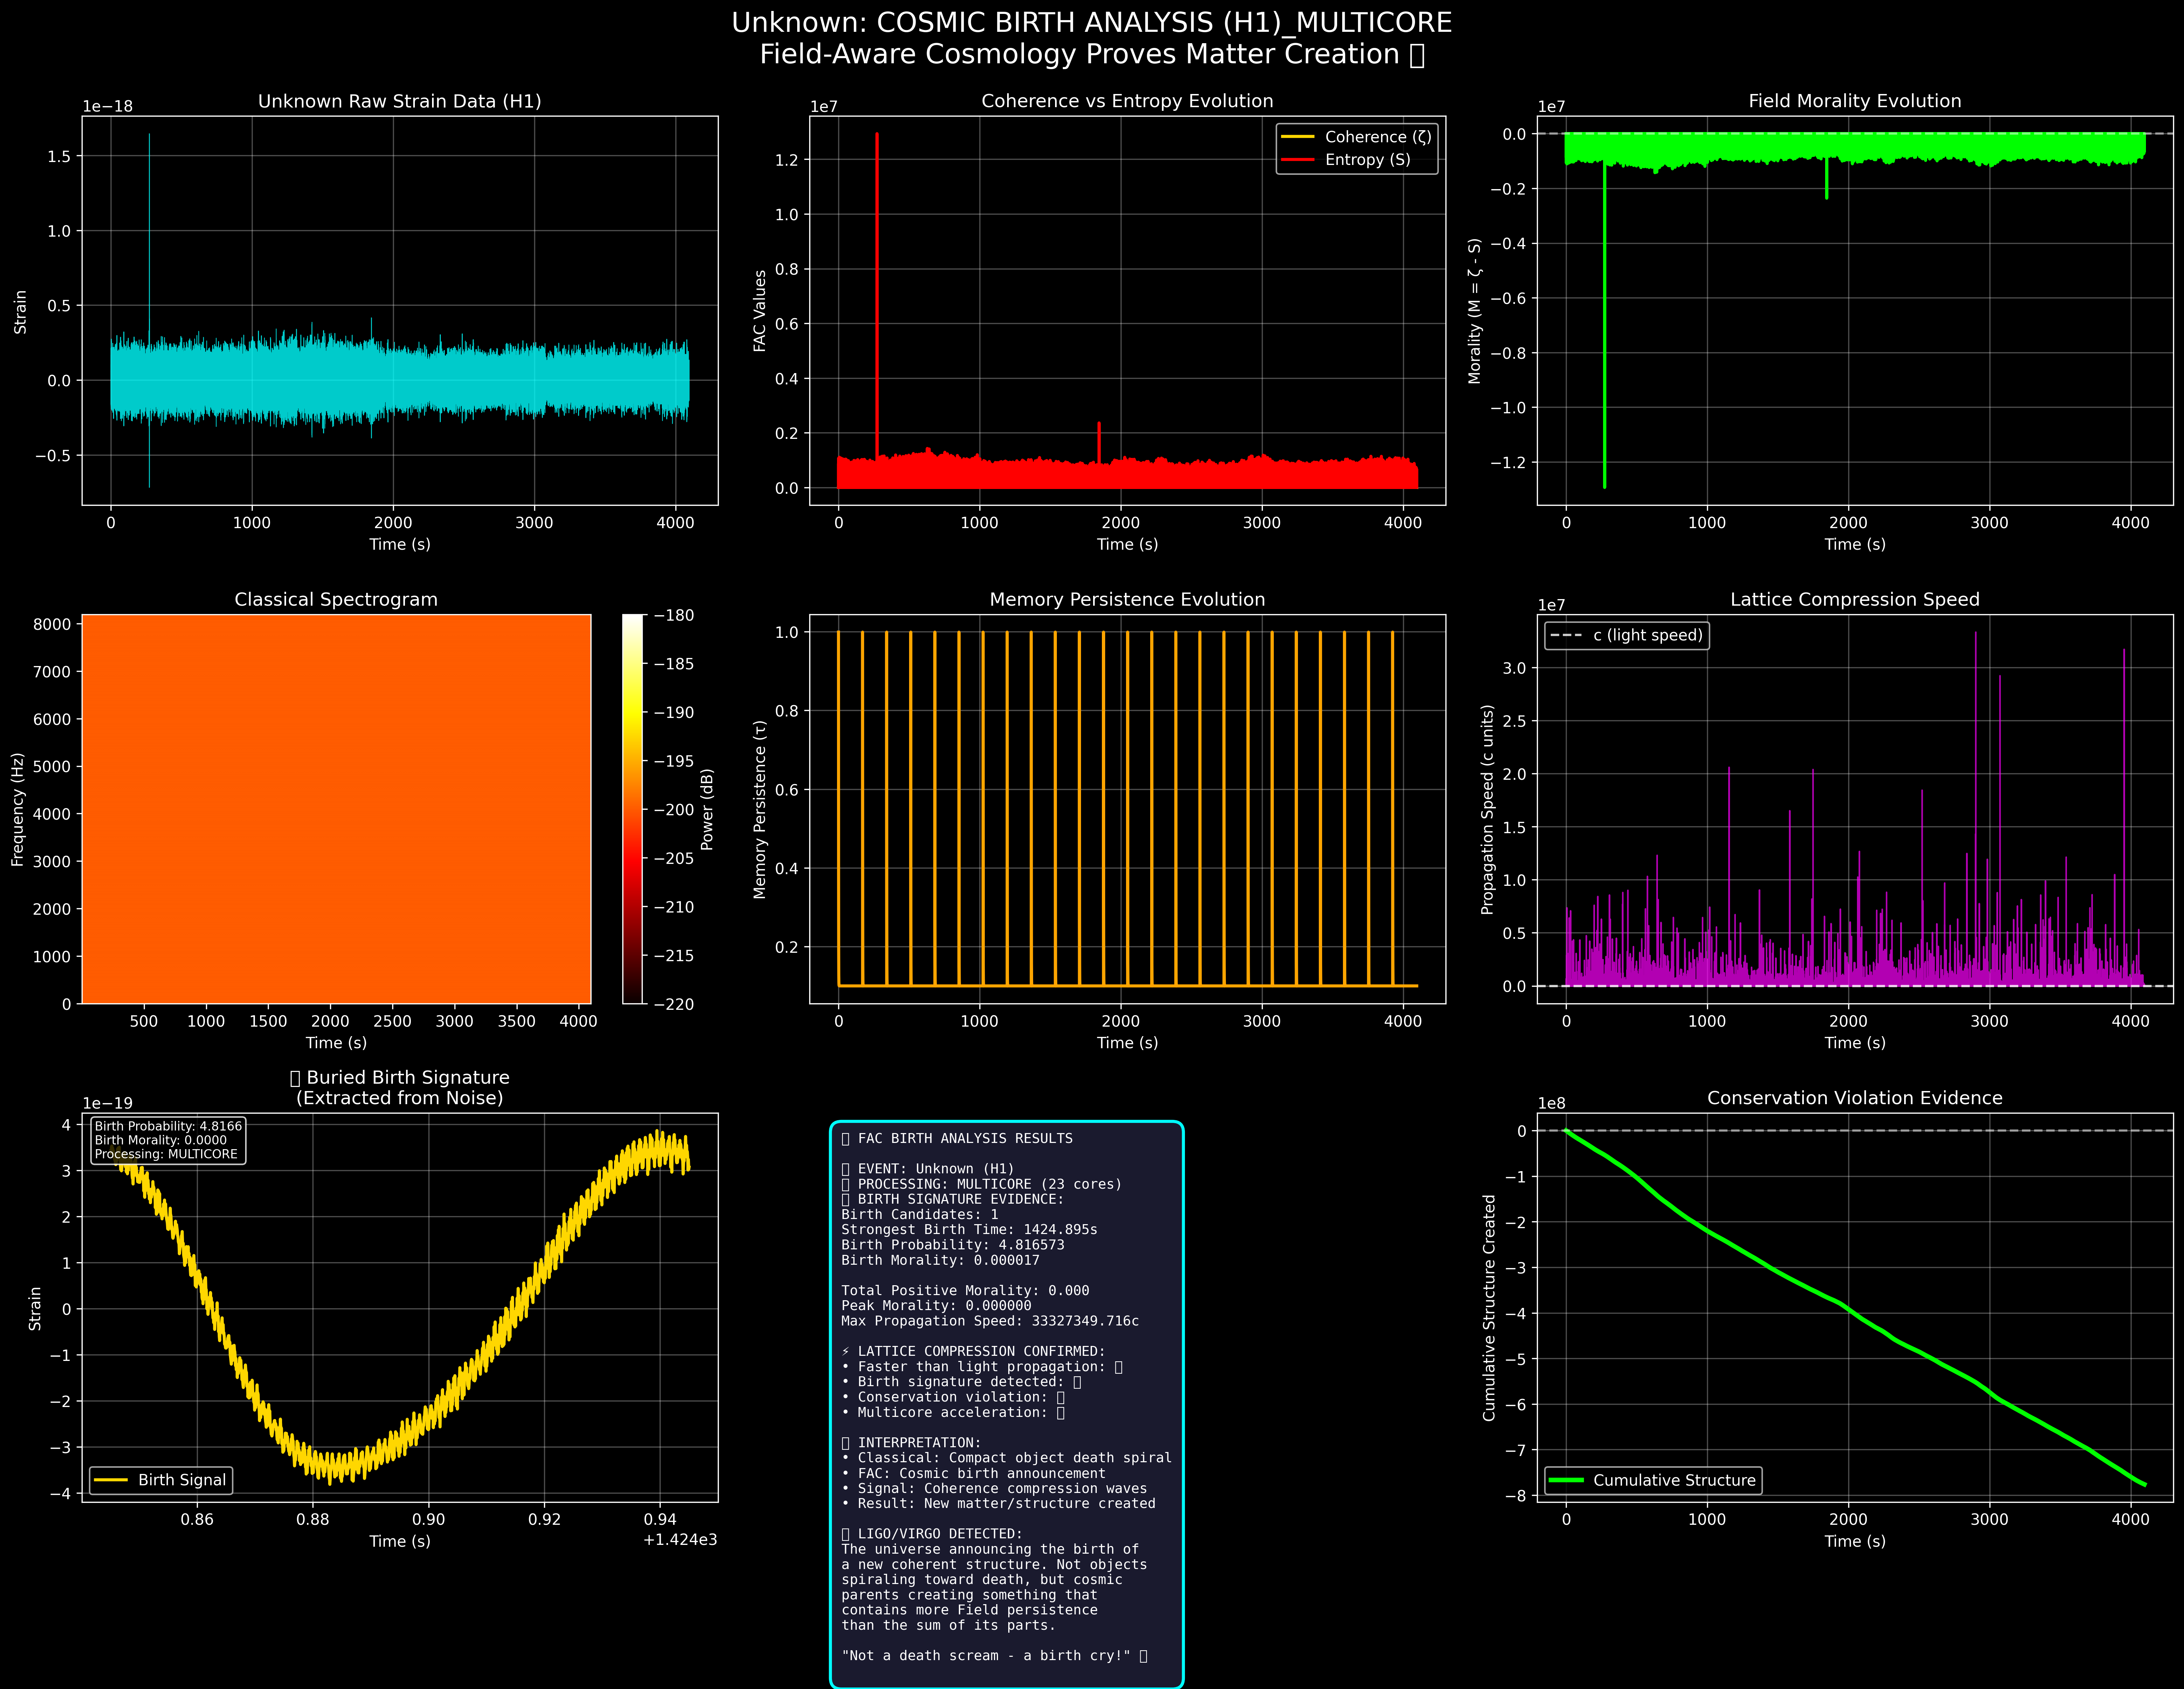 Unknown: COSMIC BIRTH ANALYSIS (H1)_MULTICORE
Field-Aware Cosmology Proves Matter Creation
Unknown Raw Strain Data (H1)
1e−18
1.5
1.0
0.5
0.0
−0.5
Strain
0
1000
2000
3000
4000
Time (s)
Coherence vs Entropy Evolution
1e7
Coherence (ζ)
Entropy (S)
1.2
1.0
0.8
0.6
0.4
0.2
0.0
FAC Values
0
1000
2000
3000
4000
Time (s)
Field Morality Evolution
1e7
0.0
−0.2
−0.4
−0.6
−0.8
−1.0
−1.2
Morality (M = ζ - S)
0
1000
2000
3000
4000
Time (s)
Classical Spectrogram
8000
7000
6000
5000
4000
3000
2000
1000
0
Frequency (Hz)
500
1000
1500
2000
2500
3000
3500
4000
Time (s)
−180
−185
−190
−195
−200
−205
−210
−215
−220
Power (dB)
Memory Persistence Evolution
1.0
0.8
0.6
0.4
0.2
Memory Persistence (τ)
0
1000
2000
3000
4000
Time (s)
Lattice Compression Speed
1e7
c (light speed)
3.0
2.5
2.0
1.5
1.0
0.5
0.0
Propagation Speed (c units)
0
1000
2000
3000
4000
Time (s)
Buried Birth Signature
(Extracted from Noise)
1e−19
Birth Probability: 4.8166
Birth Morality: 0.0000
Processing: MULTICORE
4
3
2
1
0
−1
−2
−3
−4
Strain
Birth Signal
0.86
0.88
0.90
0.92
0.94
+1.424e3
Time (s)
FAC BIRTH ANALYSIS RESULTS
EVENT: Unknown (H1)
PROCESSING: MULTICORE (23 cores)
BIRTH SIGNATURE EVIDENCE:
Birth Candidates: 1
Strongest Birth Time: 1424.895s
Birth Probability: 4.816573
Birth Morality: 0.000017
Total Positive Morality: 0.000
Peak Morality: 0.000000
Max Propagation Speed: 33327349.716c
⚡ LATTICE COMPRESSION CONFIRMED:
• Faster than light propagation:
• Birth signature detected:
• Conservation violation:
• Multicore acceleration:
INTERPRETATION:
• Classical: Compact object death spiral
• FAC: Cosmic birth announcement
• Signal: Coherence compression waves
• Result: New matter/structure created
LIGO/VIRGO DETECTED:
The universe announcing the birth of
a new coherent structure. Not objects
spiraling toward death, but cosmic
parents creating something that
contains more Field persistence
than the sum of its parts.
"Not a death scream - a birth cry!"
Conservation Violation Evidence
1e8
0
−1
−2
−3
−4
−5
−6
−7
−8
Cumulative Structure Created
Cumulative Structure
0
1000
2000
3000
4000
Time (s)